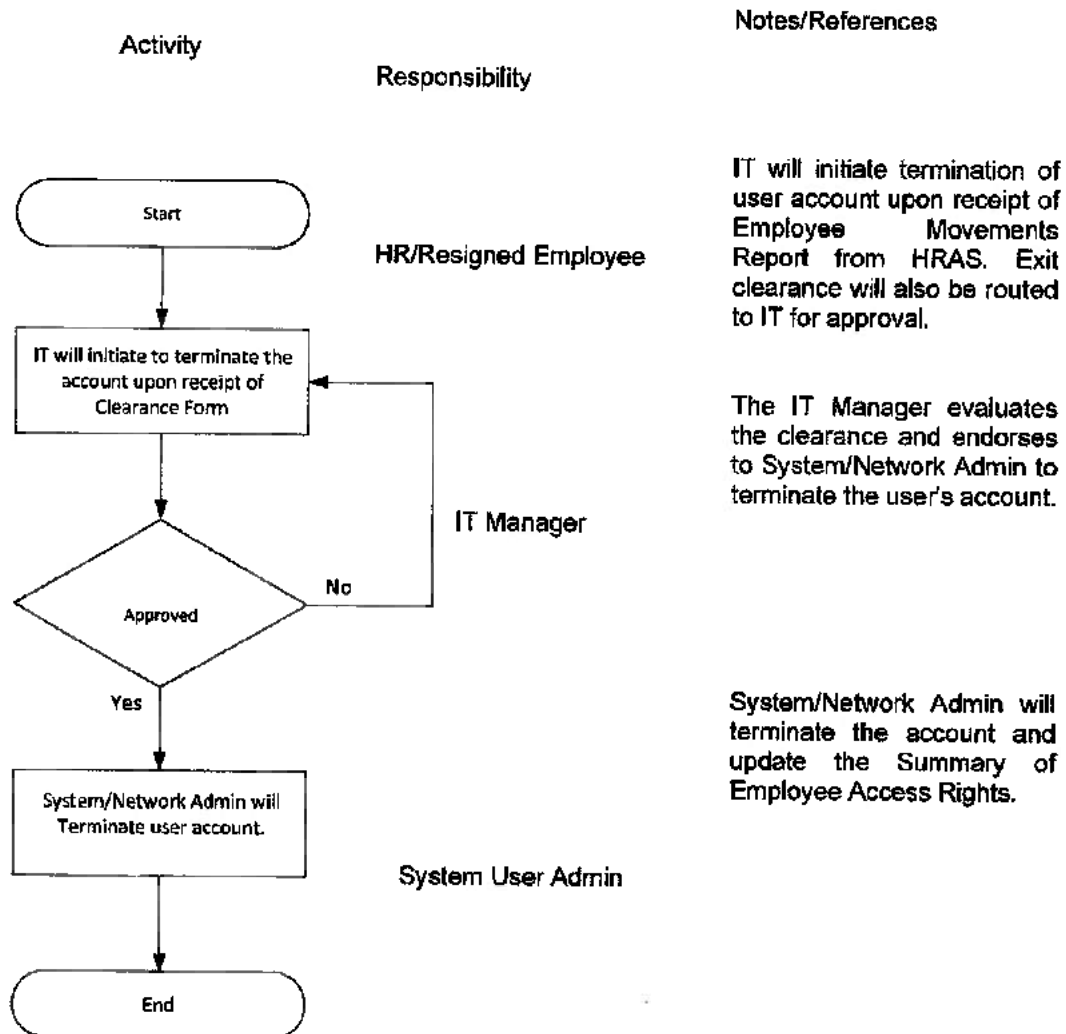 Activity
Responsibility
Notes/References
Start
HR/Resigned Employee
IT will initiate termination of
user account upon receipt of
Employee Movements
Report from HRAS. Exit
clearance will also be routed
to IT for approval.
IT will initiate to terminate the
account upon receipt of
Clearance Form
The IT Manager evaluates
the clearance and endorses
to System/Network Admin to
terminate the user's account.
IT Manager
No
Approved
Yes
System/Network Admin will
Terminate user account.
System/Network Admin will
terminate the account and
update the Summary of
Employee Access Rights.
System User Admin
End